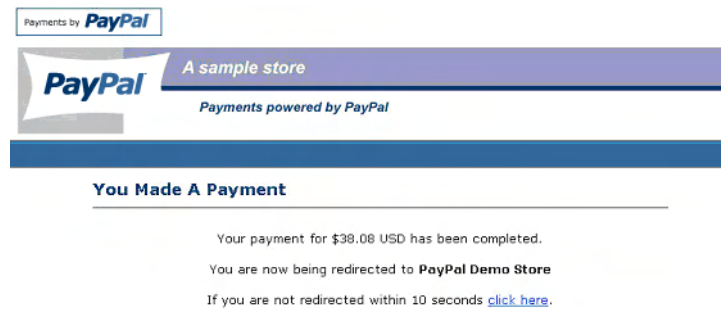 Payments by PayPal
PayPal
A sample store
Payments powered by PayPal
You Made A Payment
Your payment for $38.08 USD has been completed.
You are now being redirected to PayPal Demo Store
If you are not redirected within 10 seconds click here.